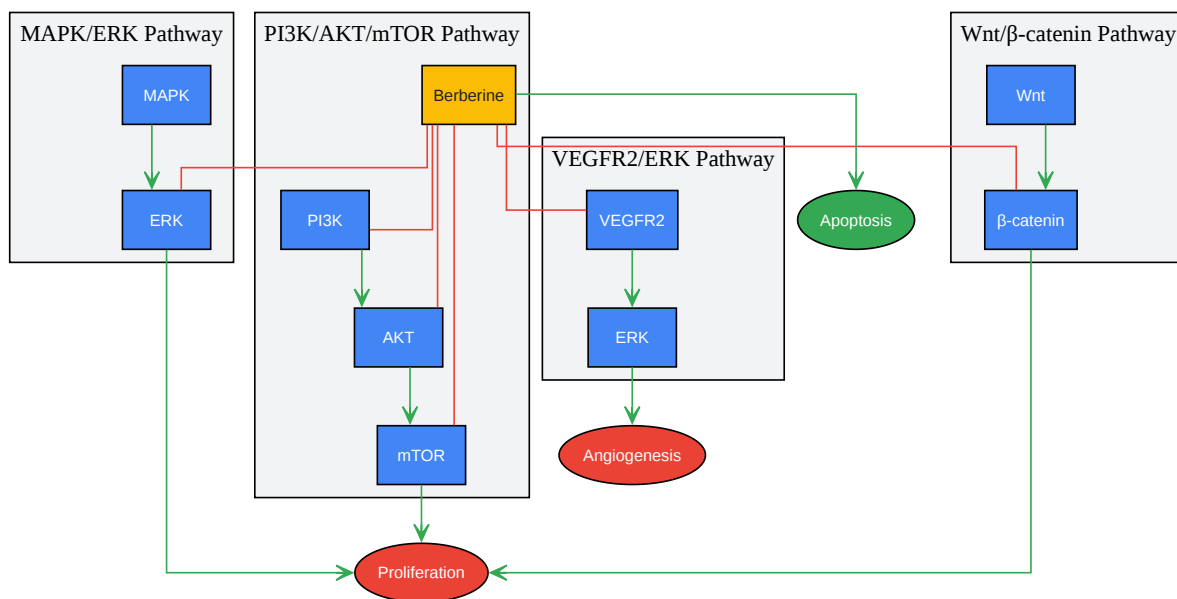 MAPK/ERK Pathway
PI3K/AKT/mTOR Pathway
Wnt/β-catenin Pathway
MAPK
Berberine
Wnt
VEGFR2/ERK Pathway
ERK
PI3K
VEGFR2
Apoptosis
β-catenin
AKT
ERK
mTOR
Angiogenesis
Proliferation